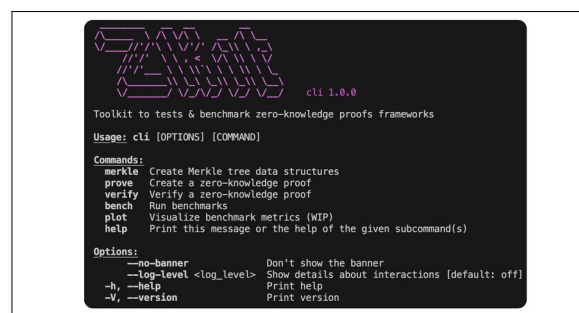 cli 1.0.0
Toolkit to tests & benchmark zero-knowledge proofs frameworks
Usage: cli [OPTIONS] [COMMAND]
Commands:
merkle  Create Merkle tree data structures
prove   Create a zero-knowledge proof
verify  Verify a zero-knowledge proof
bench   Run benchmarks
plot    Visualize benchmark metrics (WIP)
help    Print this message or the help of the given subcommand(s)
Options:
--no-banner              Don't show the banner
--log-level <log_level>  Show details about interactions [default: off]
-h, --help                   Print help
-V, --version                Print version